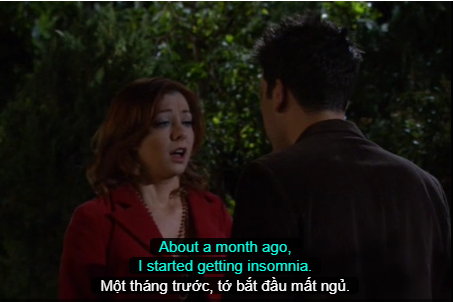 About a month ago,
I started getting insomnia.
Một tháng trước, tớ bắt đầu mất ngủ.